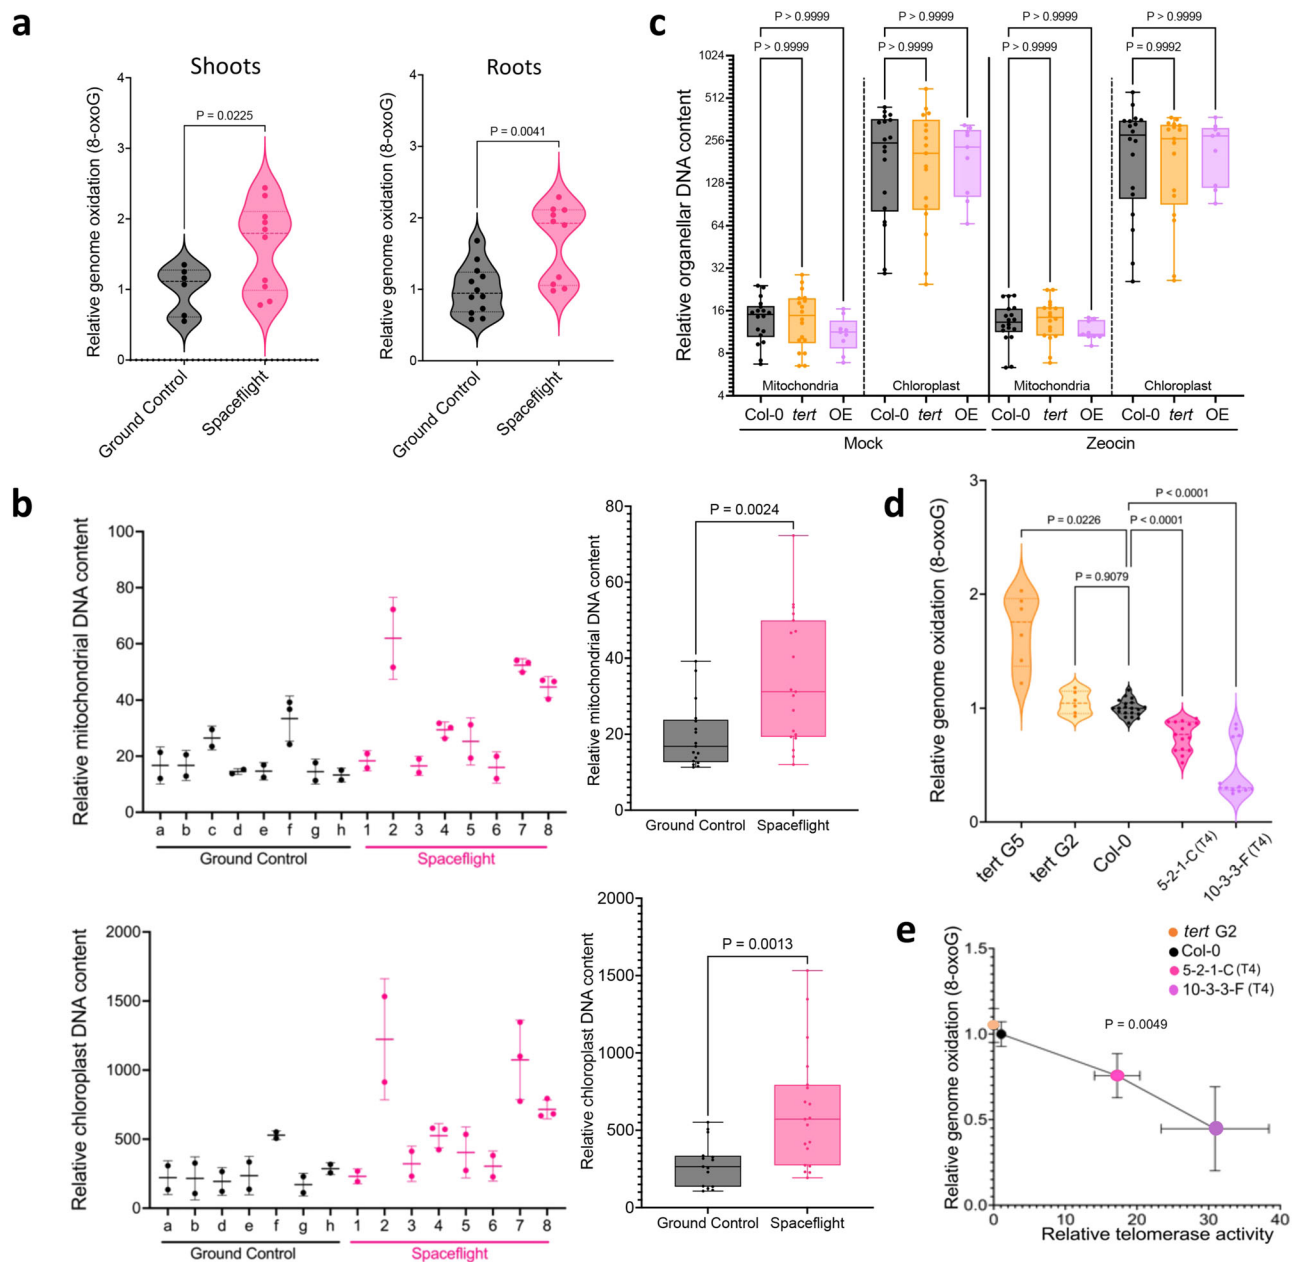 a
Shoots
Relative genome oxidation (8-oxoG)
4
3
2
1
0
P = 0.0225
Ground Control
Spaceflight
Roots
Relative genome oxidation (8-oxoG)
4
3
2
1
0
P = 0.0041
Ground Control
Spaceflight
c
P > 0.9999 P > 0.9999 P > 0.9999 P > 0.9999
P > 0.9999 P > 0.9999 P > 0.9999 P = 0.9992
Relative organellar DNA content
1024
512
256
128
64
32
16
8
4
Mitochondria Chloroplast Mitochondria Chloroplast
Col-0 tert OE Col-0 tert OE Col-0 tert OE Col-0 tert OE
Mock Zeocin
b
Relative mitochondrial DNA content
100
80
60
40
20
0
a b c d e f g h 1 2 3 4 5 6 7 8
Ground Control Spaceflight
Relative mitochondrial DNA content
80
60
40
20
0
P = 0.0024
Ground Control Spaceflight
Relative chloroplast DNA content
2000
1500
1000
500
0
a b d e f g h 1 2 3 4 5 6 7 8
Ground Control Spaceflight
Relative chloroplast DNA content
2000
1500
1000
500
0
P = 0.0013
Ground Control Spaceflight
d
Relative genome oxidation (8-oxoG)
3
2
1
0
P < 0.0001
P = 0.0226 P < 0.0001
P = 0.9079
tert G5
tert G2
Col-0
5-2-1-C (T4)
10-3-3-F (T4)
e
tert G2
Col-0
5-2-1-C (T4)
10-3-3-F (T4)
P = 0.0049
Relative genome oxidation (8-oxoG)
1.5
1.0
0.5
0.0
0 10 20 30 40
Relative telomerase activity